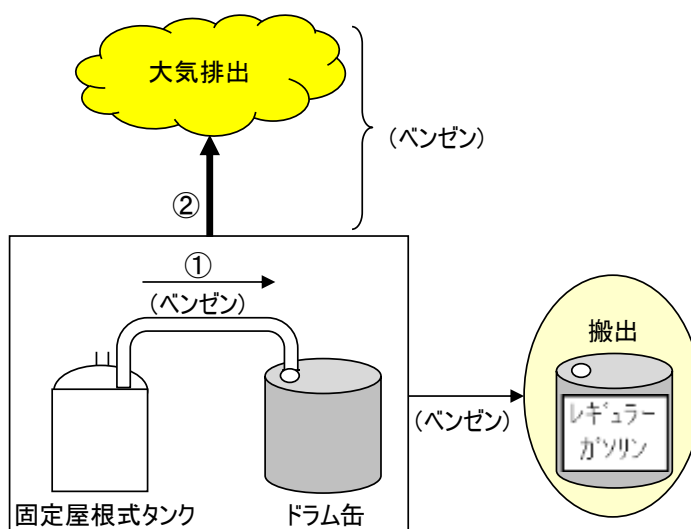 大気排出
(ベンゼン)
②
①
(ベンゼン)
搬出
レギュラー
ガソリン
(ベンゼン)
固定屋根式タンク
ドラム缶